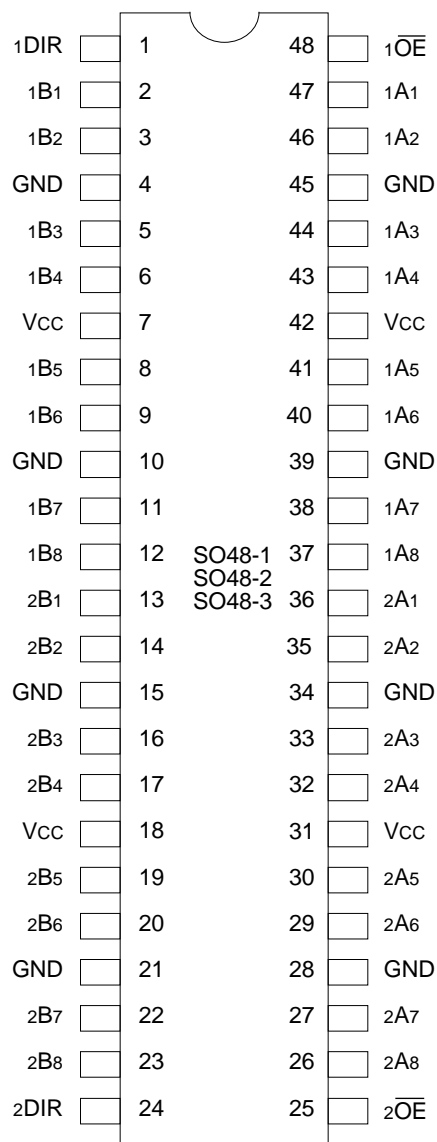 1DIR 1 48 1O̅E̅
1B1 2 47 1A1
1B2 3 46 1A2
GND 4 45 GND
1B3 5 44 1A3
1B4 6 43 1A4
VCC 7 42 VCC
1B5 8 41 1A5
1B6 9 40 1A6
GND 10 39 GND
1B7 11 38 1A7
1B8 12 SO48-1 37 1A8
SO48-2
2B1 13 SO48-3 36 2A1
2B2 14 35 2A2
GND 15 34 GND
2B3 16 33 2A3
2B4 17 32 2A4
VCC 18 31 VCC
2B5 19 30 2A5
2B6 20 29 2A6
GND 21 28 GND
2B7 22 27 2A7
2B8 23 26 2A8
2DIR 24 25 2O̅E̅